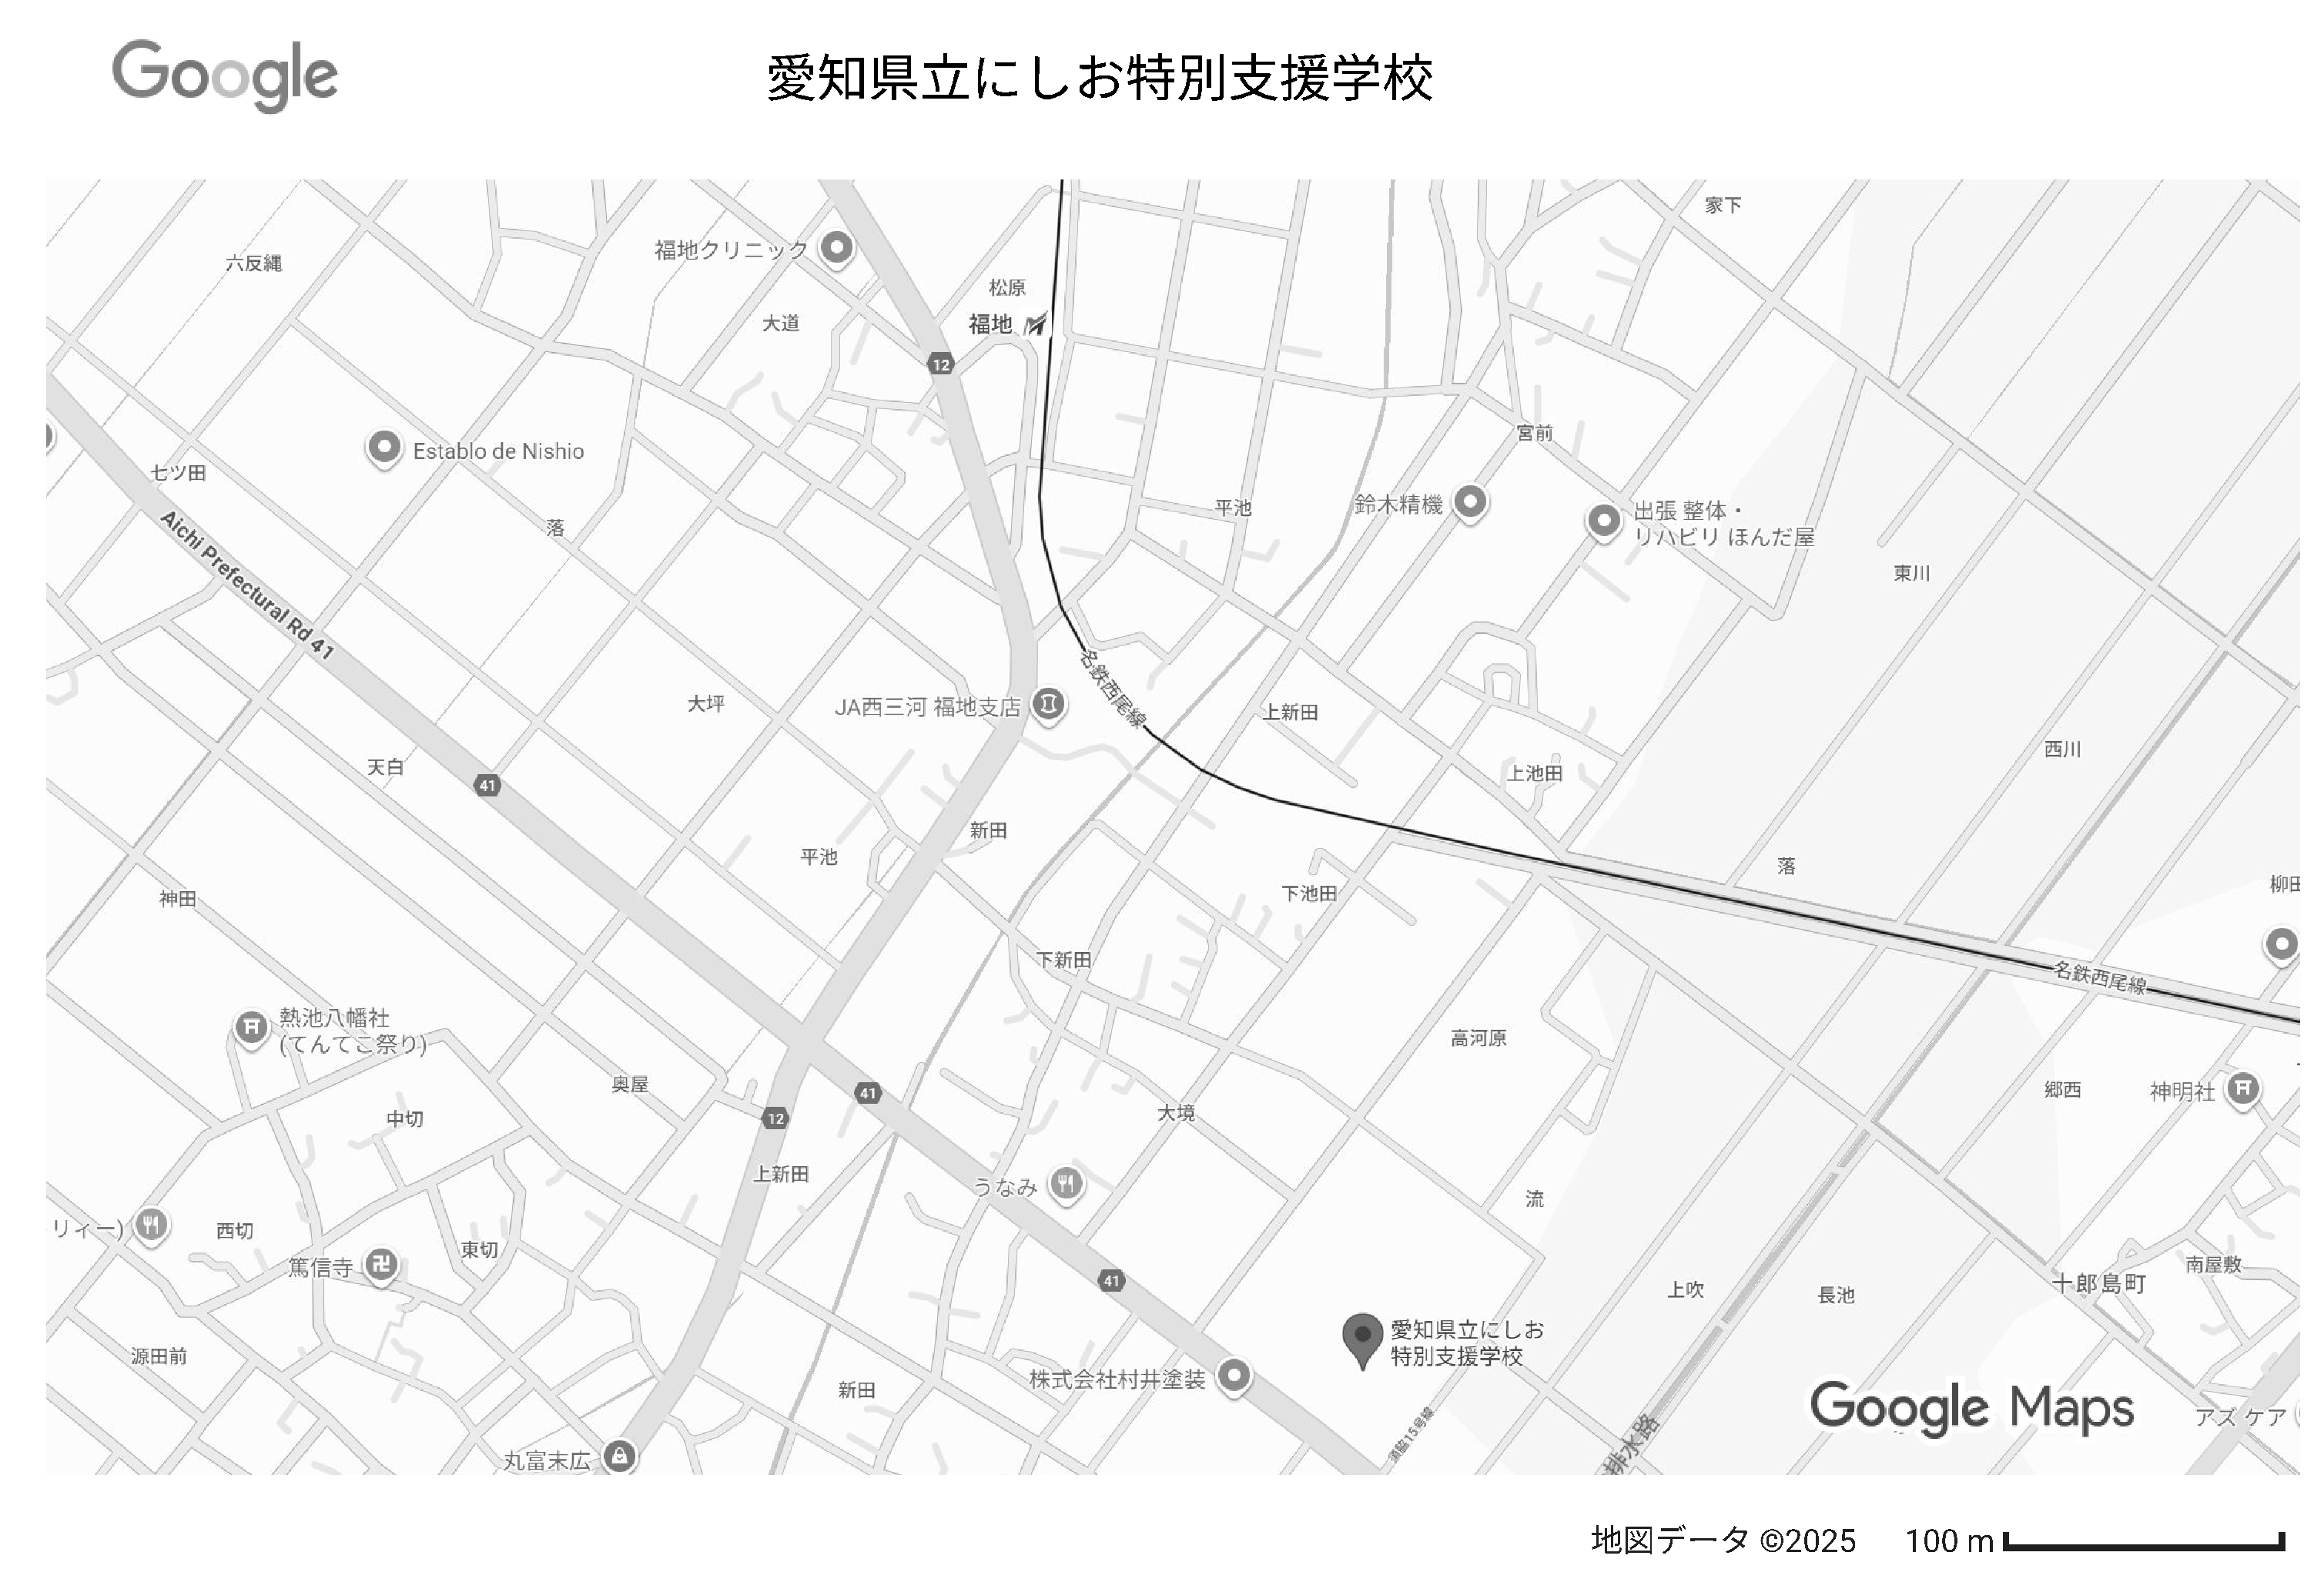 Google
愛知県立にしお特別支援学校
家下
福地クリニック
六反縄
松原
大道
福地
12
宮前
Establo de Nishio
七ツ田
鈴木精機
平池
出張 整体・
リハビリ ほんだ屋
落
東川
Aichi Prefectural Rd 41
名鉄西尾線
大坪
JA西三河 福地支店
上新田
西川
天白
上池田
41
新田
平池
落
柳田
神田
下池田
下新田
名鉄西尾線
熱池八幡社
(てんてこ祭り)
高河原
奥屋
41
郷西
神明社
中切
12
大境
上新田
うなみ
流
リィー)
西切
東切
篤信寺
41
南屋敷
十郎島町
上吹
長池
愛知県立にしお
特別支援学校
源田前
株式会社村井塗装
新田
Google Maps
アズ ケア
須脇15号線
排水路
丸富末広
地図データ ©2025
100 m